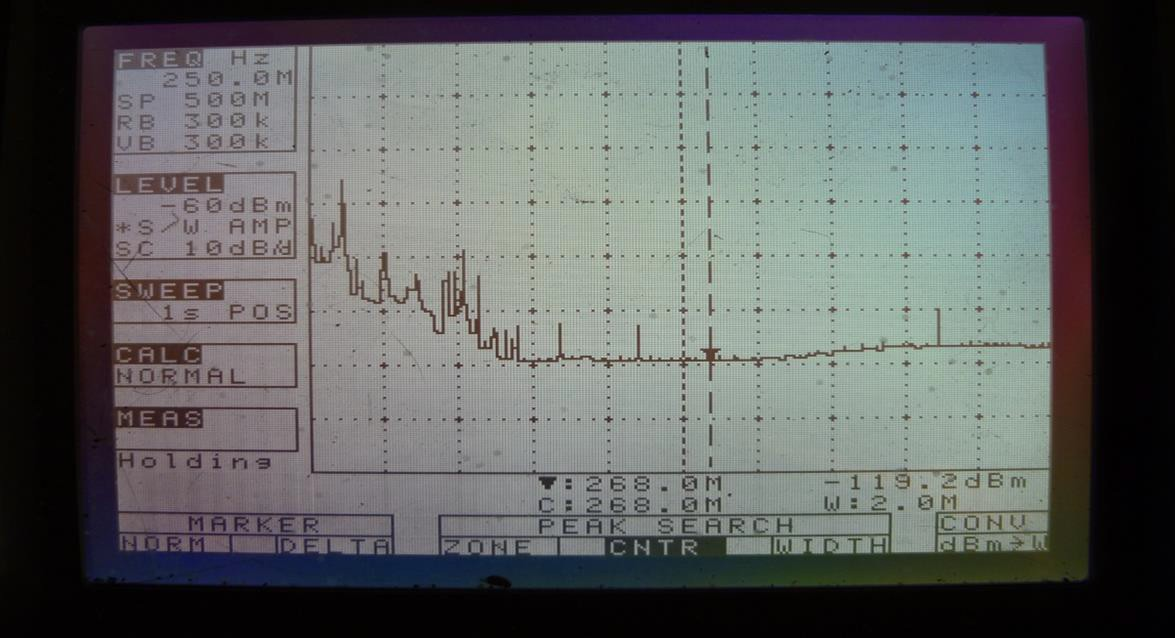 FREQ Hz
250.0M
SP 500M
RB 300k
VB 300k
LEVEL
-60dBm
*S/W AMP
SC 10dB/d
SWEEP
1s POS
CALC
NORMAL
MEAS
Holding
▼:268.0M -119.2dBm
C:268.0M W:2.0M
MARKER PEAK SEARCH CONV
NORM DELTA ZONE CNTR WIDTH dBm→W